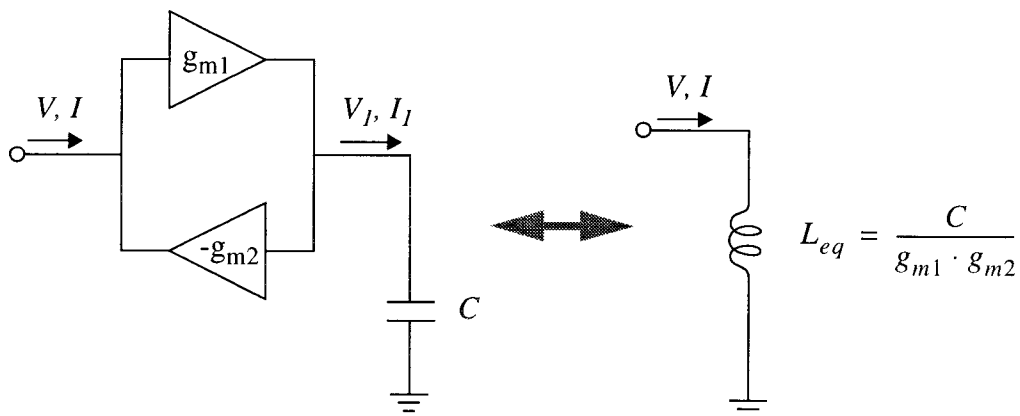 g_m1
V, I
V_1, I_1
-g_m2
C
V, I
L_eq = C / (g_m1 · g_m2)